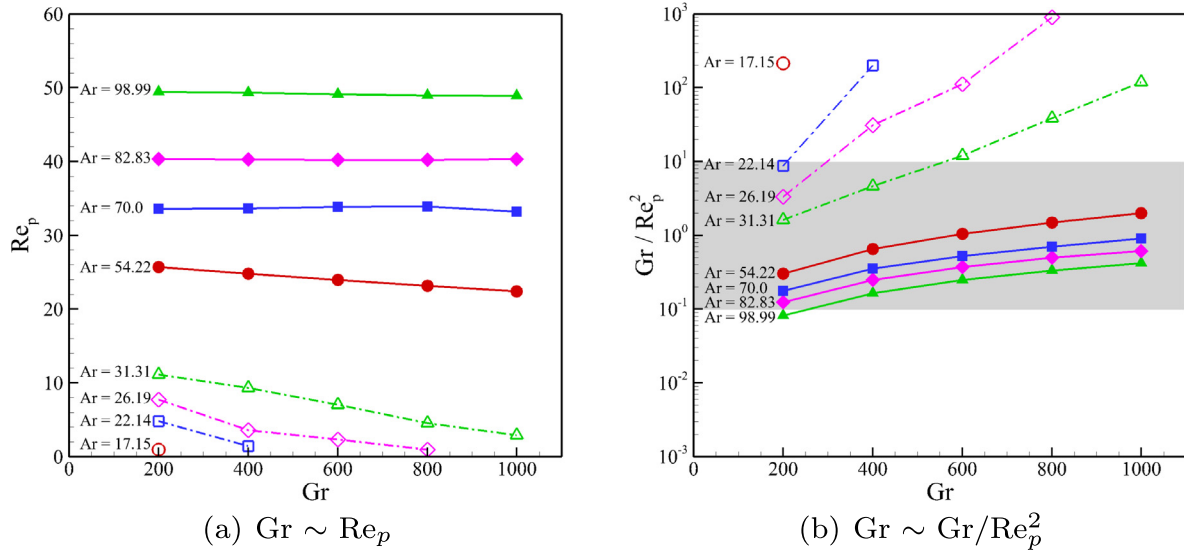 60
50
40
30
20
10
0
Re_p
Ar = 98.99
Ar = 82.83
Ar = 70.0
Ar = 54.22
Ar = 31.31
Ar = 26.19
Ar = 22.14
Ar = 17.15
0 200 400 600 800 1000
Gr
(a) Gr ~ Re_p
10^3
10^2
10^1
10^0
10^-1
10^-2
10^-3
Gr / Re_p^2
Ar = 17.15
Ar = 22.14
Ar = 26.19
Ar = 31.31
Ar = 54.22
Ar = 70.0
Ar = 82.83
Ar = 98.99
0 200 400 600 800 1000
Gr
(b) Gr ~ Gr/Re_p^2